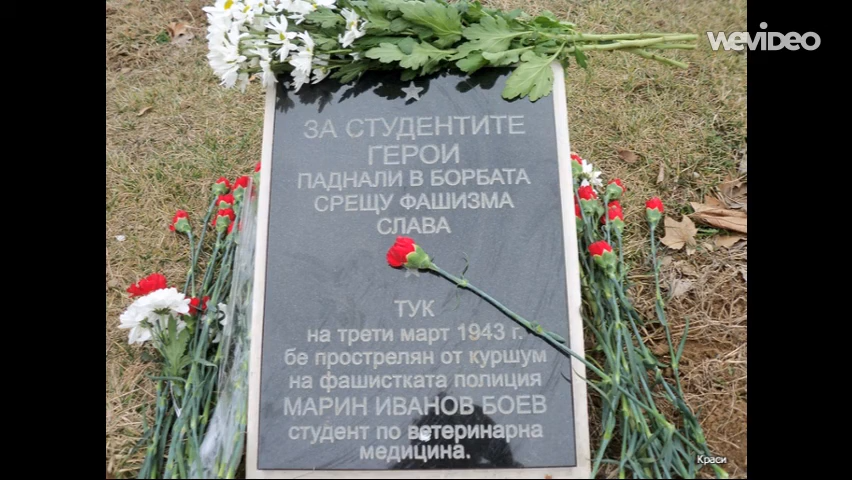 WEVIDEO
ЗА СТУДЕНТИТЕ
ГЕРОИ
ПАДНАЛИ В БОРБАТА
СРЕЩУ ФАШИЗМА
СЛАВА
ТУК
на трети март 1943 г.
бе прострелян от куршум
на фашистката полиция
МАРИН ИВАНОВ БОЕВ
студент по ветеринарна
медицина.
Краси